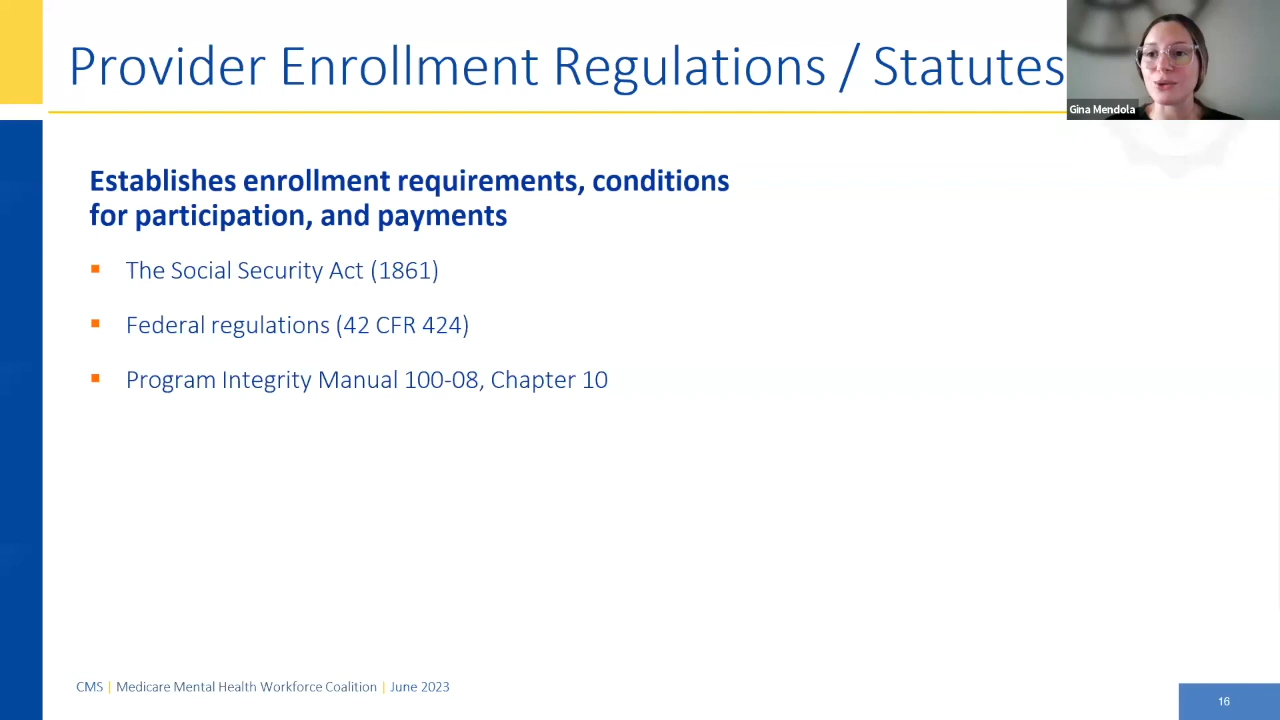 Provider Enrollment Regulations / Statutes
Gina Mendola
Establishes enrollment requirements, conditions
for participation, and payments
The Social Security Act (1861)
Federal regulations (42 CFR 424)
Program Integrity Manual 100-08, Chapter 10
CMS | Medicare Mental Health Workforce Coalition | June 2023
16